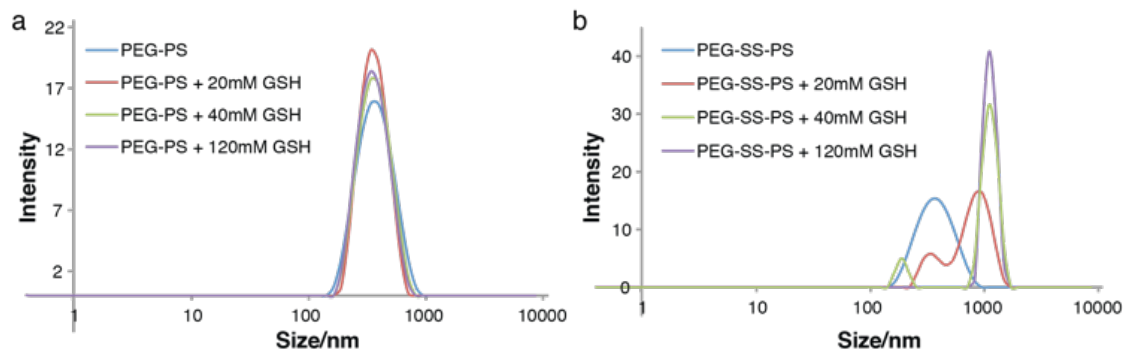 a
22
17
12
7
2
Intensity
PEG-PS
PEG-PS + 20mM GSH
PEG-PS + 40mM GSH
PEG-PS + 120mM GSH
1 10 100 1000 10000
Size/nm
b
40
30
20
10
0
Intensity
PEG-SS-PS
PEG-SS-PS + 20mM GSH
PEG-SS-PS + 40mM GSH
PEG-SS-PS + 120mM GSH
1 10 100 1000 10000
Size/nm